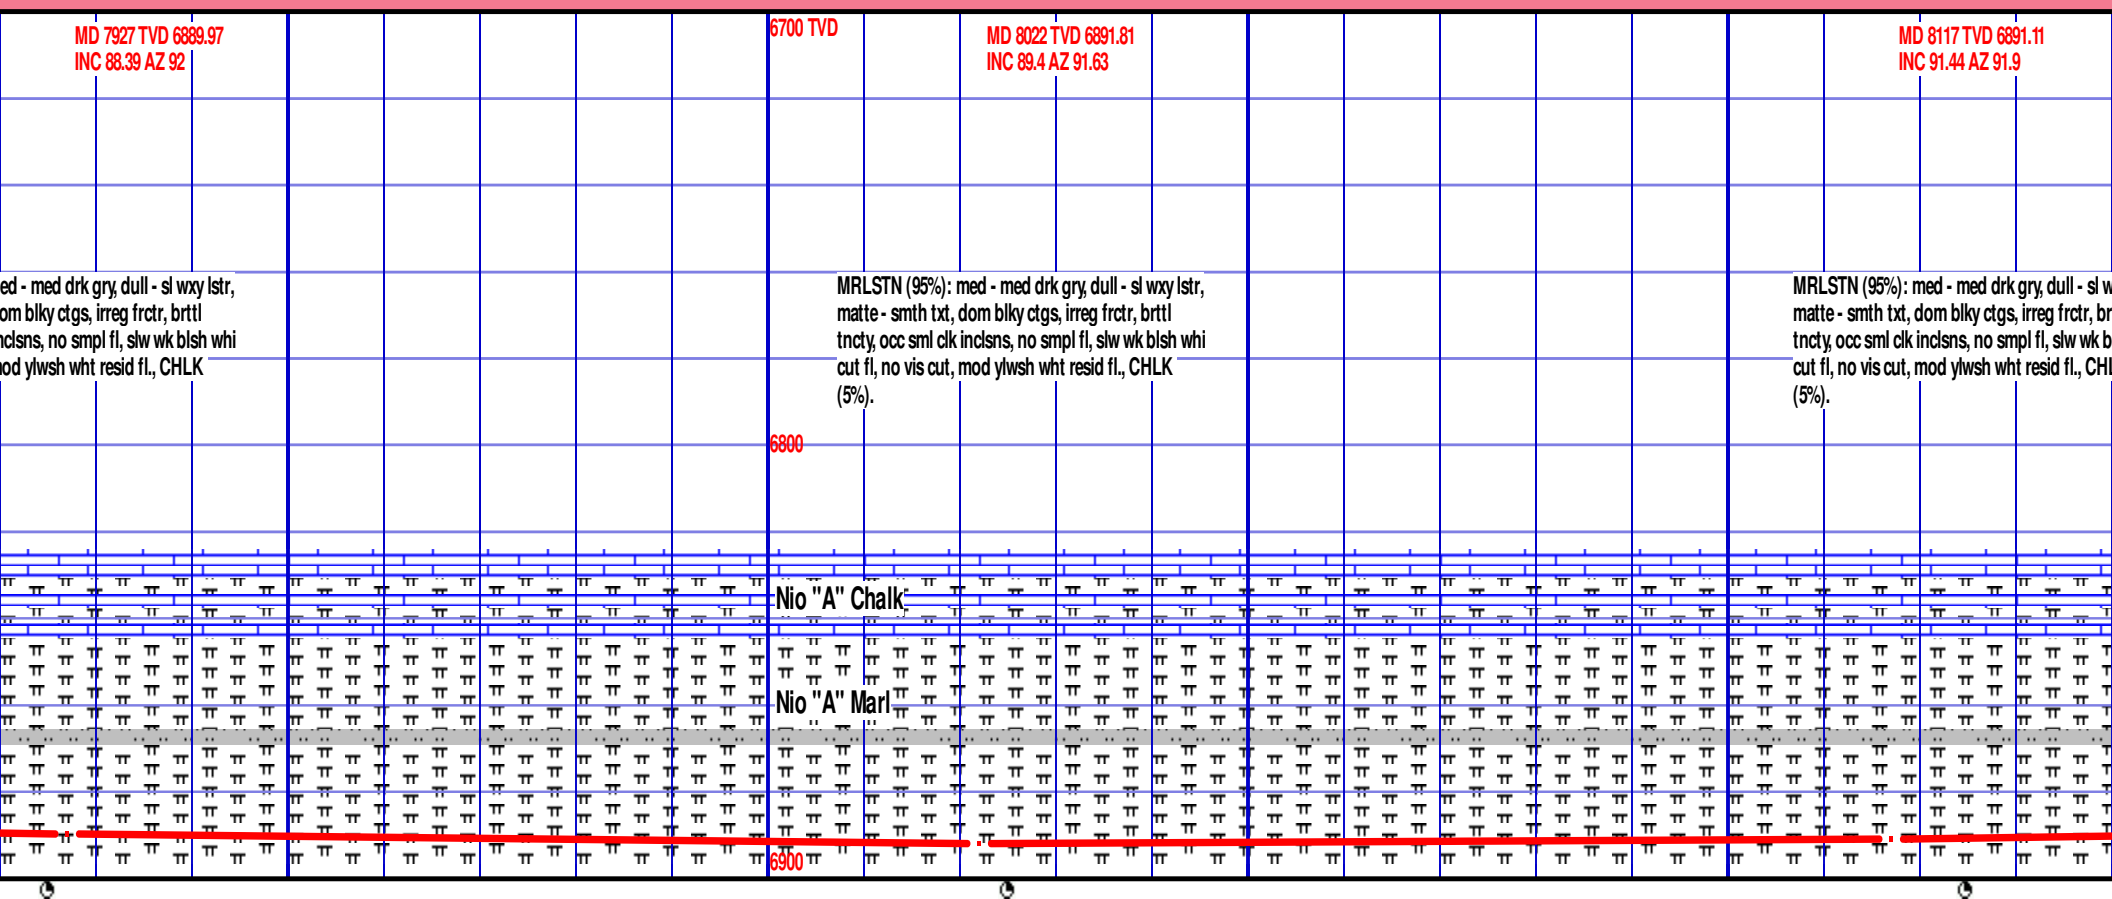 MD 7927 TVD 6889.97
INC 88.39 AZ 92
6700 TVD
MD 8022 TVD 6891.81
INC 89.4 AZ 91.63
MD 8117 TVD 6891.11
INC 91.44 AZ 91.9
ed - med drk gry, dull - sl wxy lstr,
om blky ctgs, irreg frctr, brttl
nclsns, no smpl fl, slw wk blsh whi
od ylwsh wht resid fl., CHLK
MRLSTN (95%): med - med drk gry, dull - sl wxy lstr,
matte - smth txt, dom blky ctgs, irreg frctr, brttl
tncty, occ sml clk inclsns, no smpl fl, slw wk blsh whi
cut fl, no vis cut, mod ylwsh wht resid fl., CHLK
(5%).
MRLSTN (95%): med - med drk gry, dull - sl w
matte - smth txt, dom blky ctgs, irreg frctr, br
tncty, occ sml clk inclsns, no smpl fl, slw wk b
cut fl, no vis cut, mod ylwsh wht resid fl., CHL
(5%).
6800
Nio "A" Chalk
Nio "A" Marl
6900